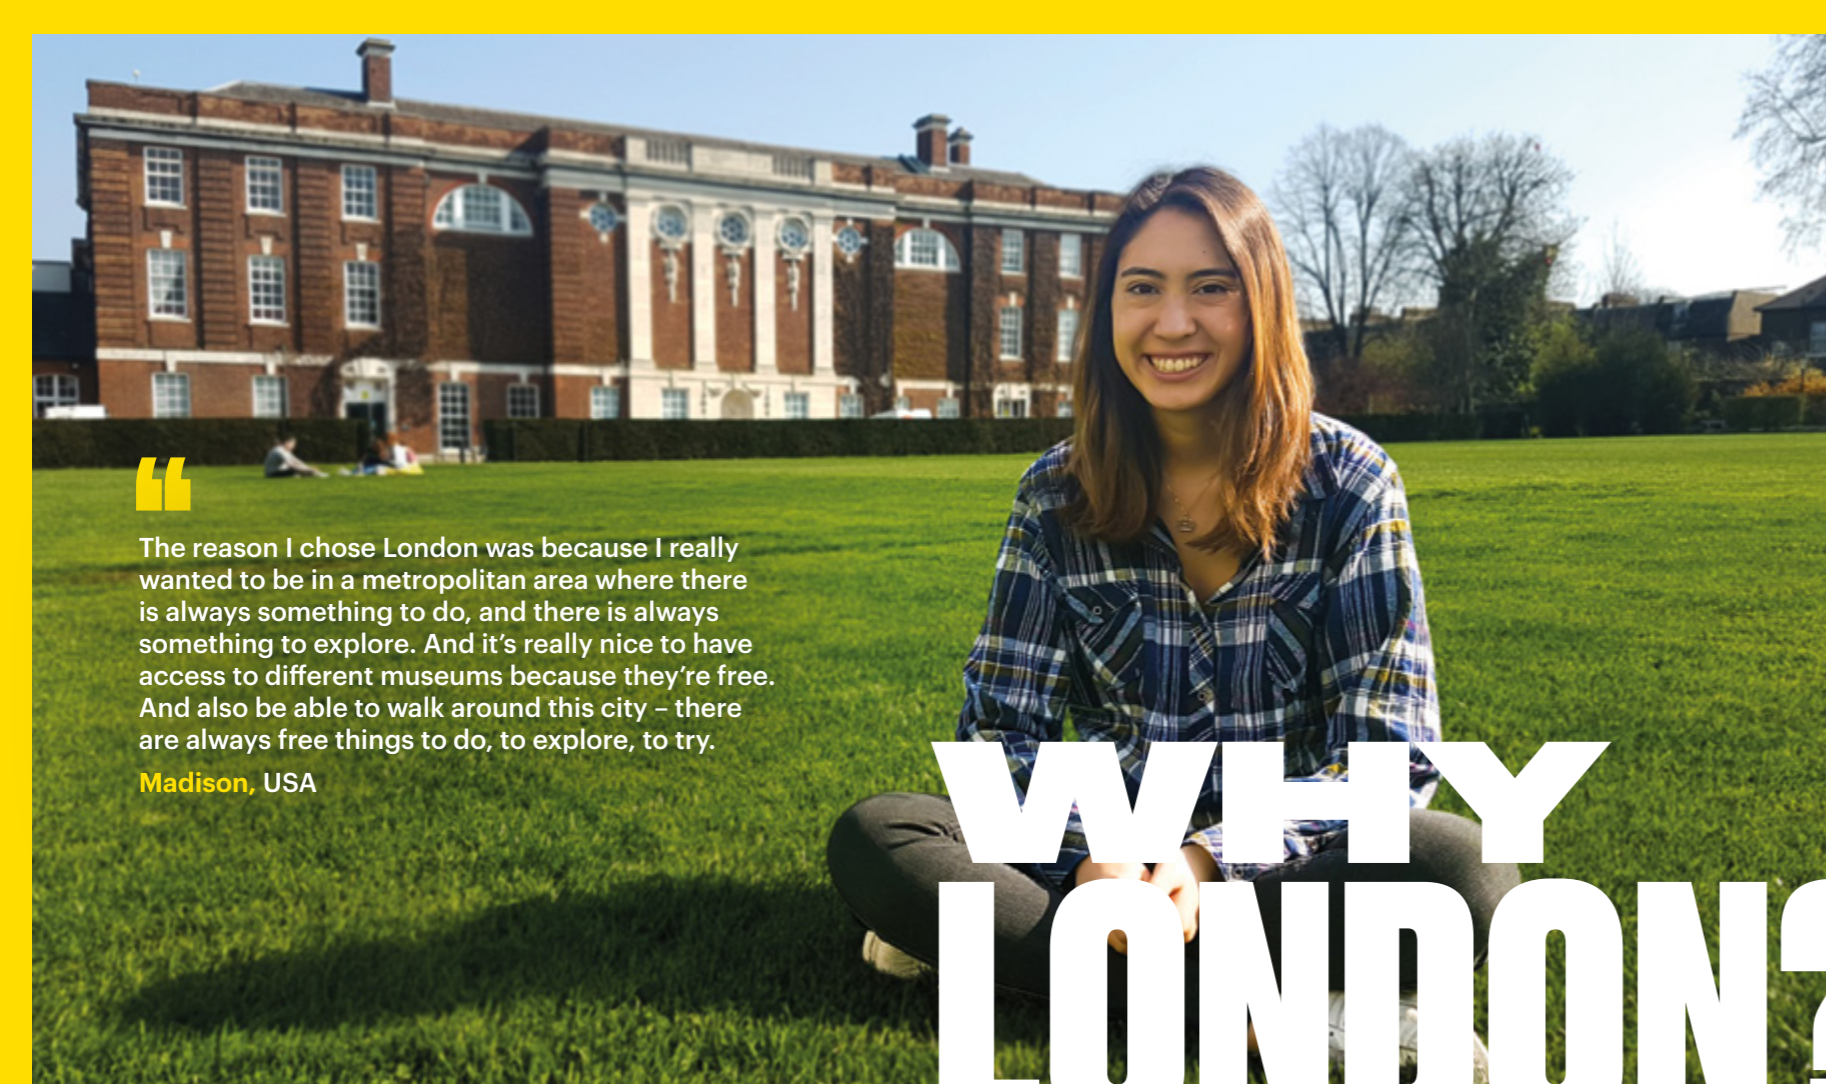 “
The reason I chose London was because I really
wanted to be in a metropolitan area where there
is always something to do, and there is always
something to explore. And it’s really nice to have
access to different museums because they’re free.
And also be able to walk around this city – there
are always free things to do, to explore, to try.
Madison, USA
WHY
LONDON?